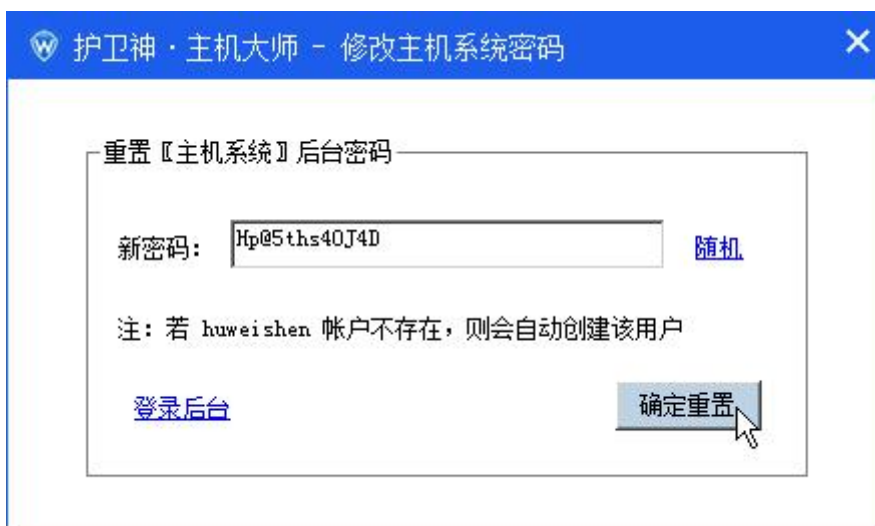 护卫神·主机大师 - 修改主机系统密码
重置〖主机系统〗后台密码
新密码： Hp@5ths4OJ4D 随机
注：若 huweishen 帐户不存在，则会自动创建该用户
登录后台 确定重置